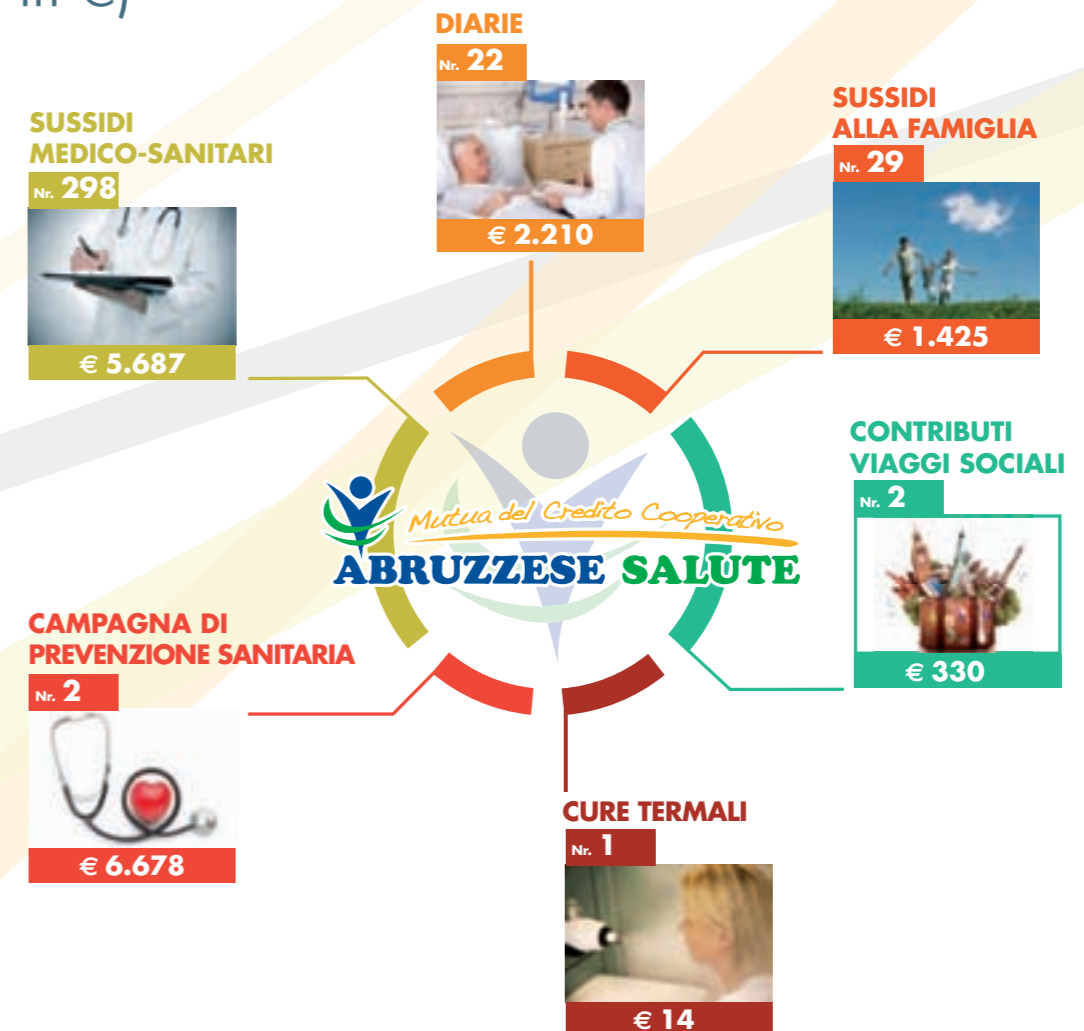 in €)
DIARIE
Nr. 22
€ 2.210
SUSSIDI
MEDICO-SANITARI
Nr. 298
€ 5.687
SUSSIDI
ALLA FAMIGLIA
Nr. 29
€ 1.425
CONTRIBUTI
VIAGGI SOCIALI
Nr. 2
€ 330
Mutua del Credito Cooperativo
ABRUZZESE SALUTE
CAMPAGNA DI
PREVENZIONE SANITARIA
Nr. 2
€ 6.678
CURE TERMALI
Nr. 1
€ 14